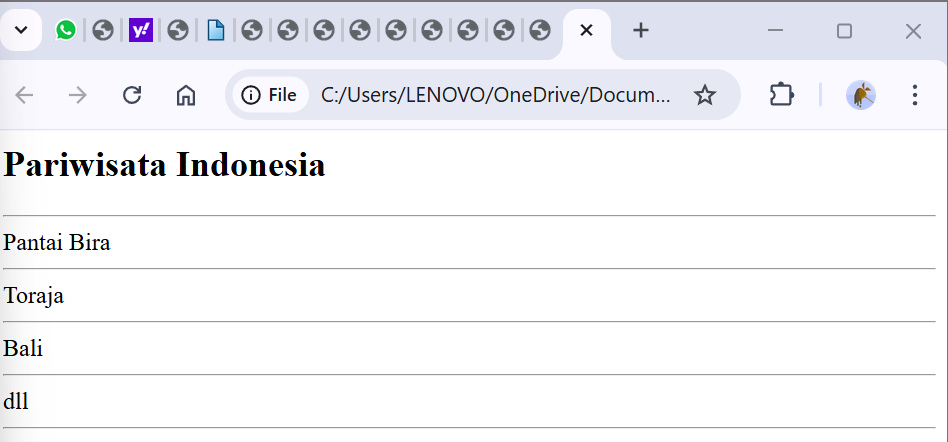 y!
File
C:/Users/LENOVO/OneDrive/Docum...
Pariwisata Indonesia
Pantai Bira
Toraja
Bali
dll